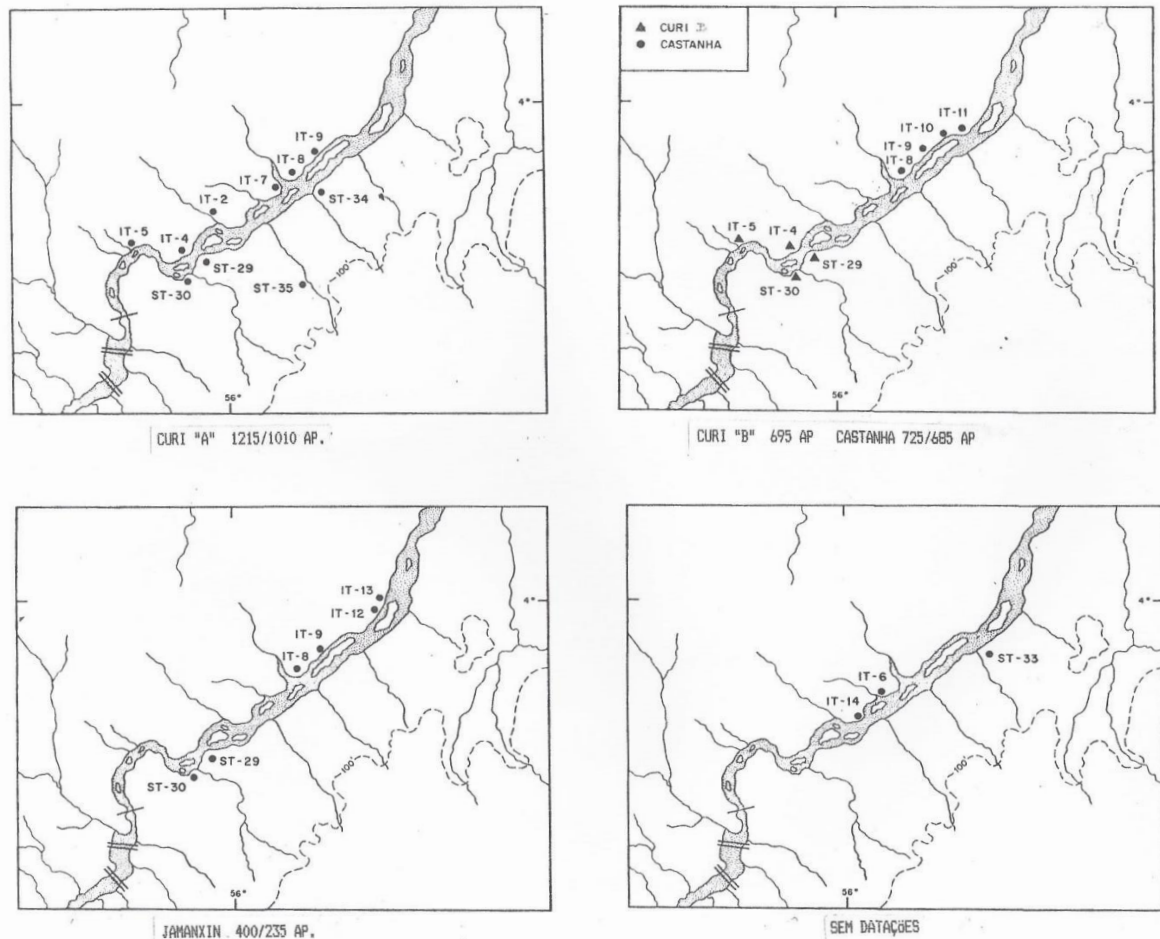 4°
IT-9
IT-8
IT-7
IT-2
ST-34
IT-5
IT-4
ST-29
ST-30
ST-35
100
56°
CURI "A" 1215/1010 AP.
▲ CURI B
● CASTANHA
4°
IT-11
IT-10
IT-9
IT-8
IT-5
IT-4
ST-29
ST-30
100
56°
CURI "B" 695 AP CASTANHA 725/685 AP
4°
IT-13
IT-12
IT-9
IT-8
ST-29
ST-30
100
56°
JAMANXIN 400/235 AP.
4°
ST-33
IT-6
IT-14
100
56°
SEM DATAÇÕES